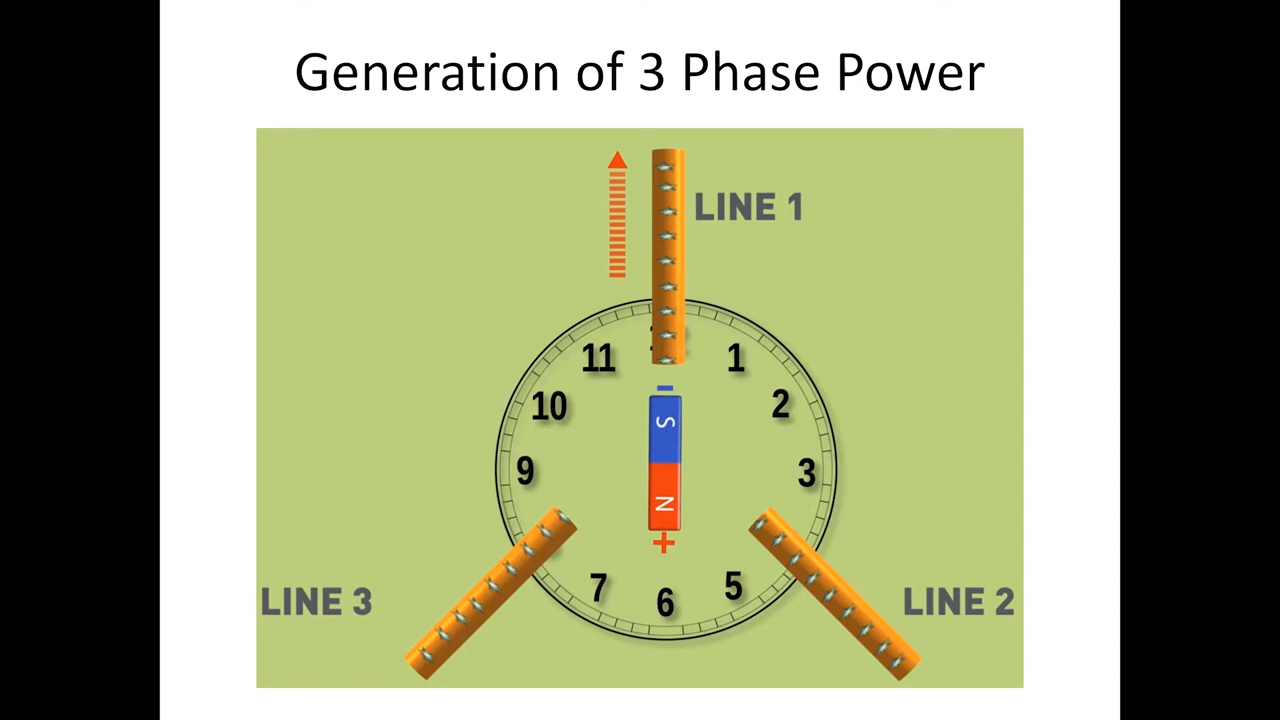 Generation of 3 Phase Power
LINE 1
11
1
10
2
9
3
S
N
-
+
7
6
5
LINE 3
LINE 2